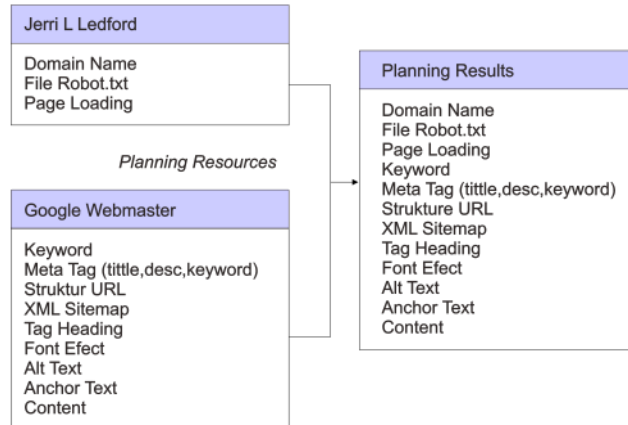 Jerri L Ledford
Domain Name
File Robot.txt
Page Loading
Planning Resources
Google Webmaster
Keyword
Meta Tag (tittle,desc,keyword)
Struktur URL
XML Sitemap
Tag Heading
Font Efect
Alt Text
Anchor Text
Content
Planning Results
Domain Name
File Robot.txt
Page Loading
Keyword
Meta Tag (tittle,desc,keyword)
Strukture URL
XML Sitemap
Tag Heading
Font Efect
Alt Text
Anchor Text
Content